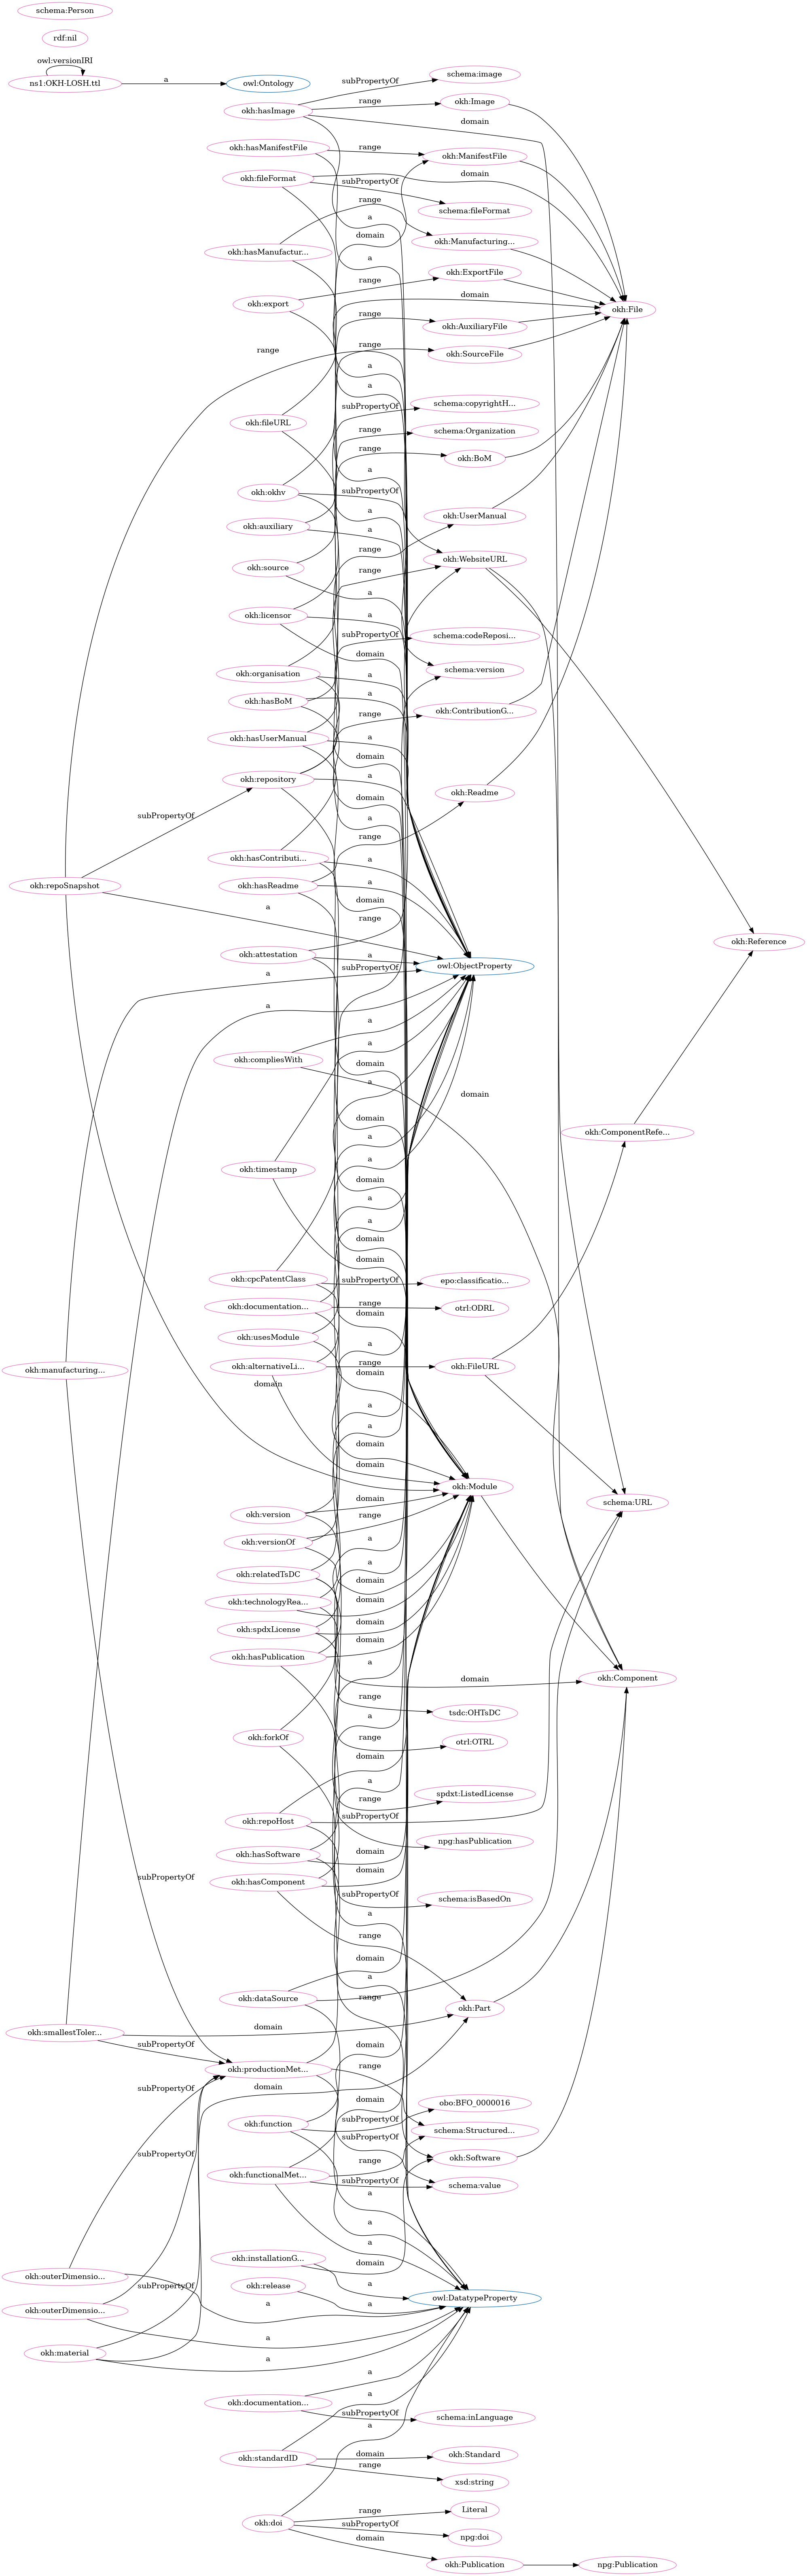 schema:Person
rdf:nil
owl:versionIRI
ns1:OKH-LOSH.ttl
a
owl:Ontology
schema:image
subPropertyOf
okh:Image
range
okh:hasImage
domain
okh:hasManifestFile
range
okh:ManifestFile
okh:fileFormat
domain
subPropertyOf
range
schema:fileFormat
a
domain
okh:Manufacturing...
okh:hasManufactur...
a
okh:ExportFile
range
okh:export
domain
okh:File
range
okh:AuxiliaryFile
range
range
okh:SourceFile
a
a
schema:copyrightH...
subPropertyOf
okh:fileURL
range
schema:Organization
range
okh:BoM
a
okh:okhv
subPropertyOf
a
okh:UserManual
okh:auxiliary
a
range
okh:WebsiteURL
okh:source
range
a
okh:licensor
a
subPropertyOf
schema:codeReposi...
domain
schema:version
okh:organisation
a
a
okh:hasBoM
range
okh:ContributionG...
okh:hasUserManual
a
domain
okh:repository
a
okh:Readme
domain
subPropertyOf
a
range
okh:hasContributi...
a
okh:repoSnapshot
okh:hasReadme
a
domain
a
range
okh:Reference
okh:attestation
a
owl:ObjectProperty
subPropertyOf
a
a
a
a
okh:compliesWith
domain
a
domain
domain
okh:ComponentRefe...
a
a
okh:timestamp
domain
a
a
domain
domain
okh:cpcPatentClass
subPropertyOf
epo:classificatio...
okh:documentation...
range
otrl:ODRL
domain
okh:usesModule
a
okh:manufacturing...
okh:alternativeLi...
range
okh:FileURL
domain
domain
a
a
domain
okh:Module
domain
schema:URL
okh:version
range
okh:versionOf
a
a
okh:relatedTsDC
domain
okh:technologyRea...
domain
okh:spdxLicense
domain
domain
okh:hasPublication
a
domain
okh:Component
range
tsdc:OHTsDC
a
okh:forkOf
range
otrl:OTRL
domain
a
range
spdxt:ListedLicense
okh:repoHost
subPropertyOf
npg:hasPublication
okh:hasSoftware
domain
domain
subPropertyOf
okh:hasComponent
subPropertyOf
schema:isBasedOn
a
range
domain
a
okh:dataSource
range
okh:Part
domain
okh:smallestToler...
subPropertyOf
domain
range
okh:productionMet...
subPropertyOf
domain
domain
obo:BFO_0000016
okh:function
subPropertyOf
schema:Structured...
subPropertyOf
subPropertyOf
range
okh:Software
okh:functionalMet...
subPropertyOf
schema:value
a
a
a
okh:installationG...
domain
okh:outerDimensio...
subPropertyOf
a
okh:release
owl:DatatypeProperty
a
a
okh:outerDimensio...
a
okh:material
a
a
a
okh:documentation...
subPropertyOf
schema:inLanguage
a
okh:standardID
domain
okh:Standard
range
xsd:string
range
Literal
okh:doi
subPropertyOf
npg:doi
domain
okh:Publication
npg:Publication